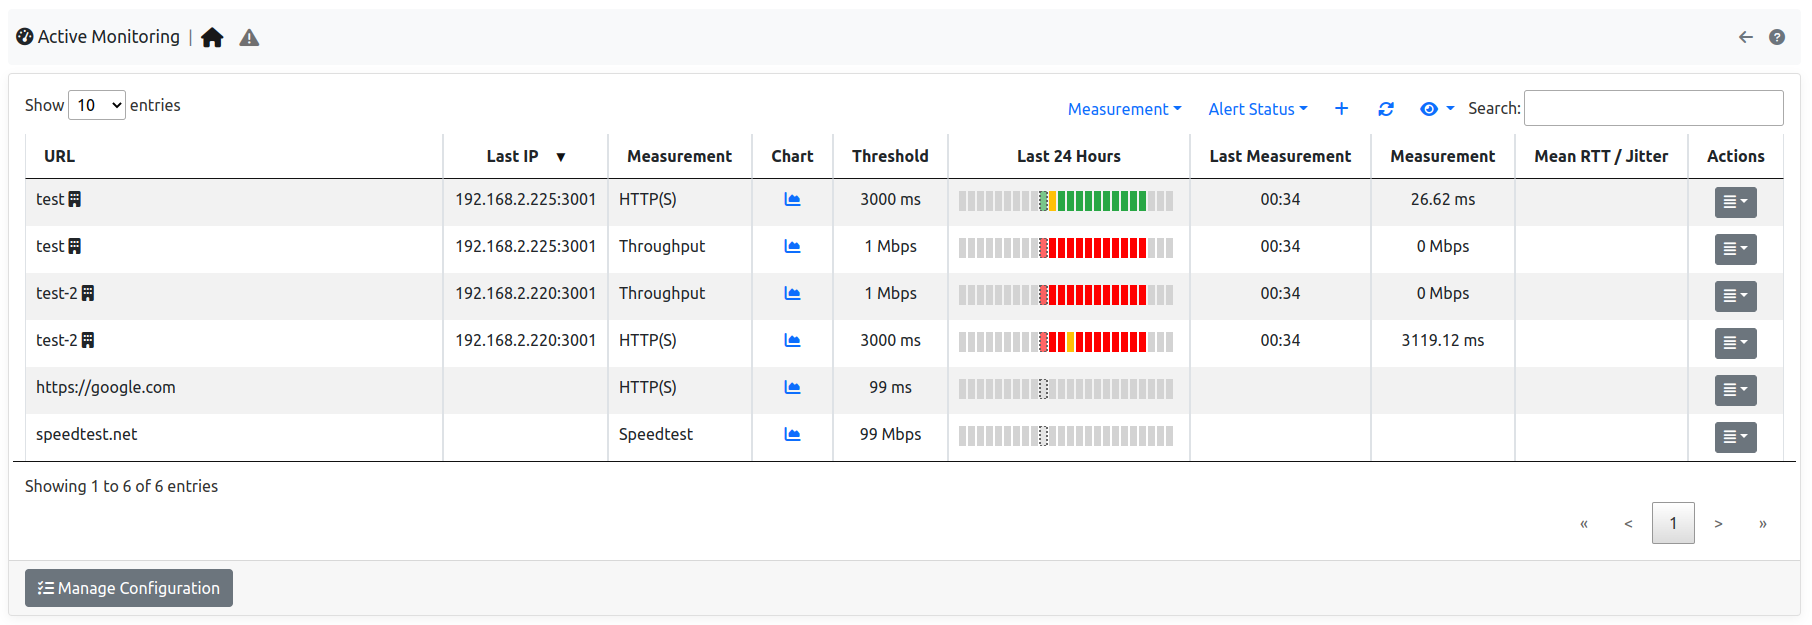 Active Monitoring |
Show 10 entries Measurement Alert Status Search:
URL Last IP ▼ Measurement Chart Threshold Last 24 Hours Last Measurement Measurement Mean RTT / Jitter Actions
test 192.168.2.225:3001 HTTP(S) 3000 ms 00:34 26.62 ms
test 192.168.2.225:3001 Throughput 1 Mbps 00:34 0 Mbps
test-2 192.168.2.220:3001 Throughput 1 Mbps 00:34 0 Mbps
test-2 192.168.2.220:3001 HTTP(S) 3000 ms 00:34 3119.12 ms
https://google.com HTTP(S) 99 ms
speedtest.net Speedtest 99 Mbps
Showing 1 to 6 of 6 entries
« < 1 > »
Manage Configuration